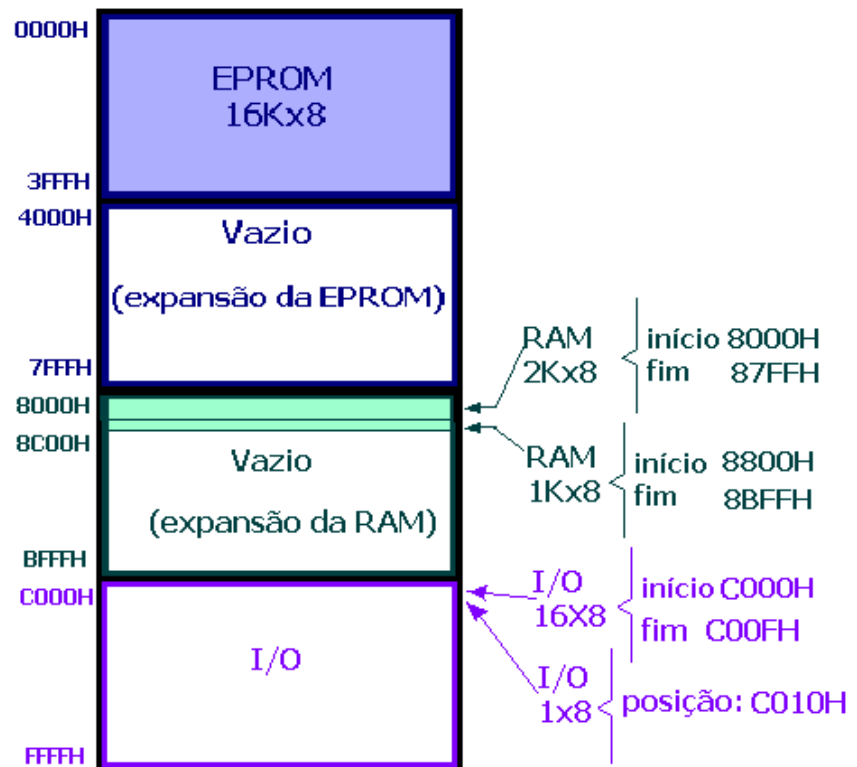 0000H
EPROM
16Kx8
3FFFH
4000H
Vazio
(expansão da EPROM)
7FFFH
8000H
8C00H
Vazio
(expansão da RAM)
BFFFH
C000H
I/O
FFFFH
RAM
2Kx8
início 8000H
fim 87FFH
RAM
1Kx8
início 8800H
fim 8BFFH
I/O
16X8
início C000H
fim C00FH
I/O
1x8
posição: C010H